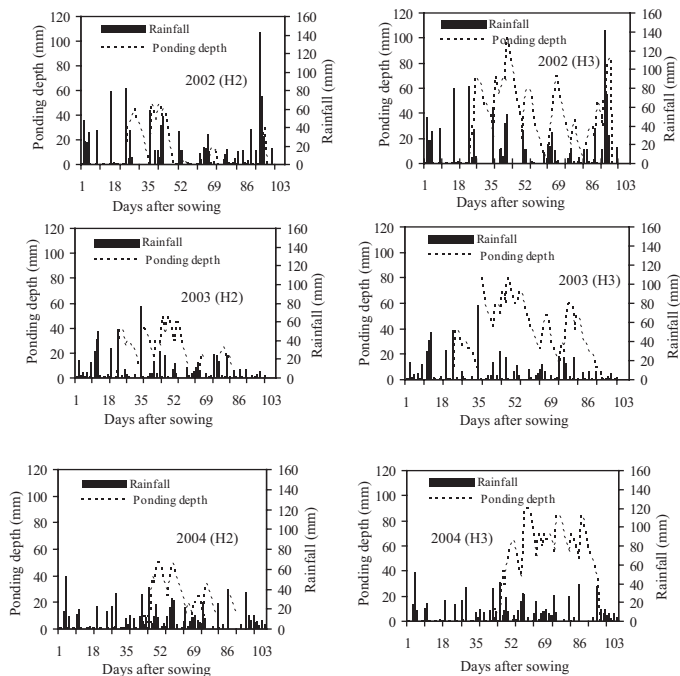 Ponding depth (mm)
120
100
80
60
40
20
0
Rainfall
Ponding depth
2002 (H2)
160
140
120
100
80
60
40
20
0
Rainfall (mm)
1 18 35 52 69 86 103
Days after sowing
Ponding depth (mm)
120
100
80
60
40
20
0
Rainfall
Ponding depth
2002 (H3)
160
140
120
100
80
60
40
20
0
Rainfall (mm)
1 18 35 52 69 86 103
Days after sowing
Ponding depth (mm)
120
100
80
60
40
20
0
Rainfall
Ponding depth
2003 (H2)
160
140
120
100
80
60
40
20
0
Rainfall (mm)
1 18 35 52 69 86 103
Days after sowing
Ponding depth (mm)
120
100
80
60
40
20
0
Rainfall
Ponding depth
2003 (H3)
160
140
120
100
80
60
40
20
0
Rainfall (mm)
1 18 35 52 69 86 103
Days after sowing
Ponding depth (mm)
120
100
80
60
40
20
0
Rainfall
Ponding depth
2004 (H2)
160
140
120
100
80
60
40
20
0
Rainfall (mm)
1 18 35 52 69 86 103
Days after sowing
Ponding depth (mm)
120
100
80
60
40
20
0
Rainfall
Ponding depth
2004 (H3)
160
140
120
100
80
60
40
20
0
Rainfall (mm)
1 18 35 52 69 86 103
Days after sowing